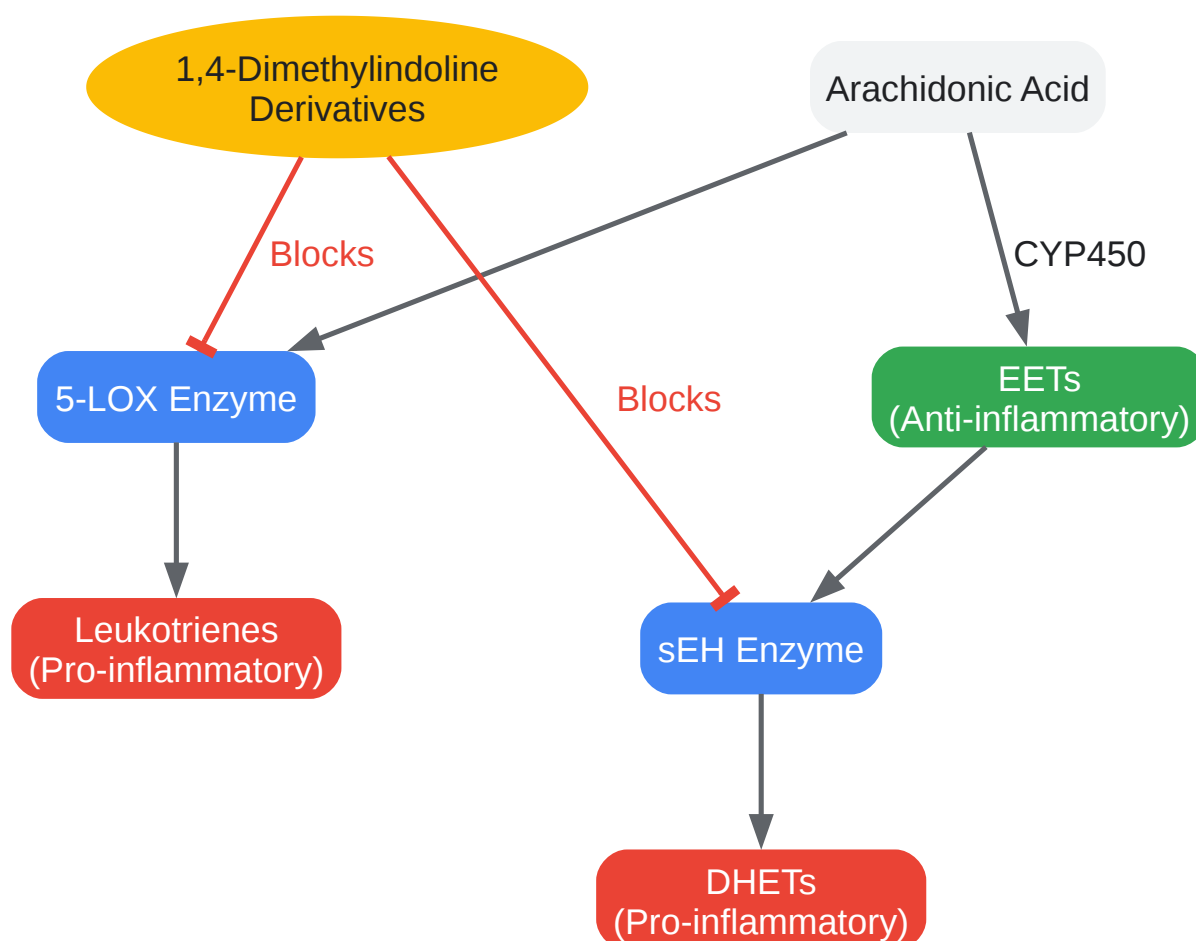 1,4-Dimethylindoline
Derivatives
Arachidonic Acid
Blocks
CYP450
5-LOX Enzyme
Blocks
EETs
(Anti-inflammatory)
Leukotrienes
(Pro-inflammatory)
sEH Enzyme
DHETs
(Pro-inflammatory)